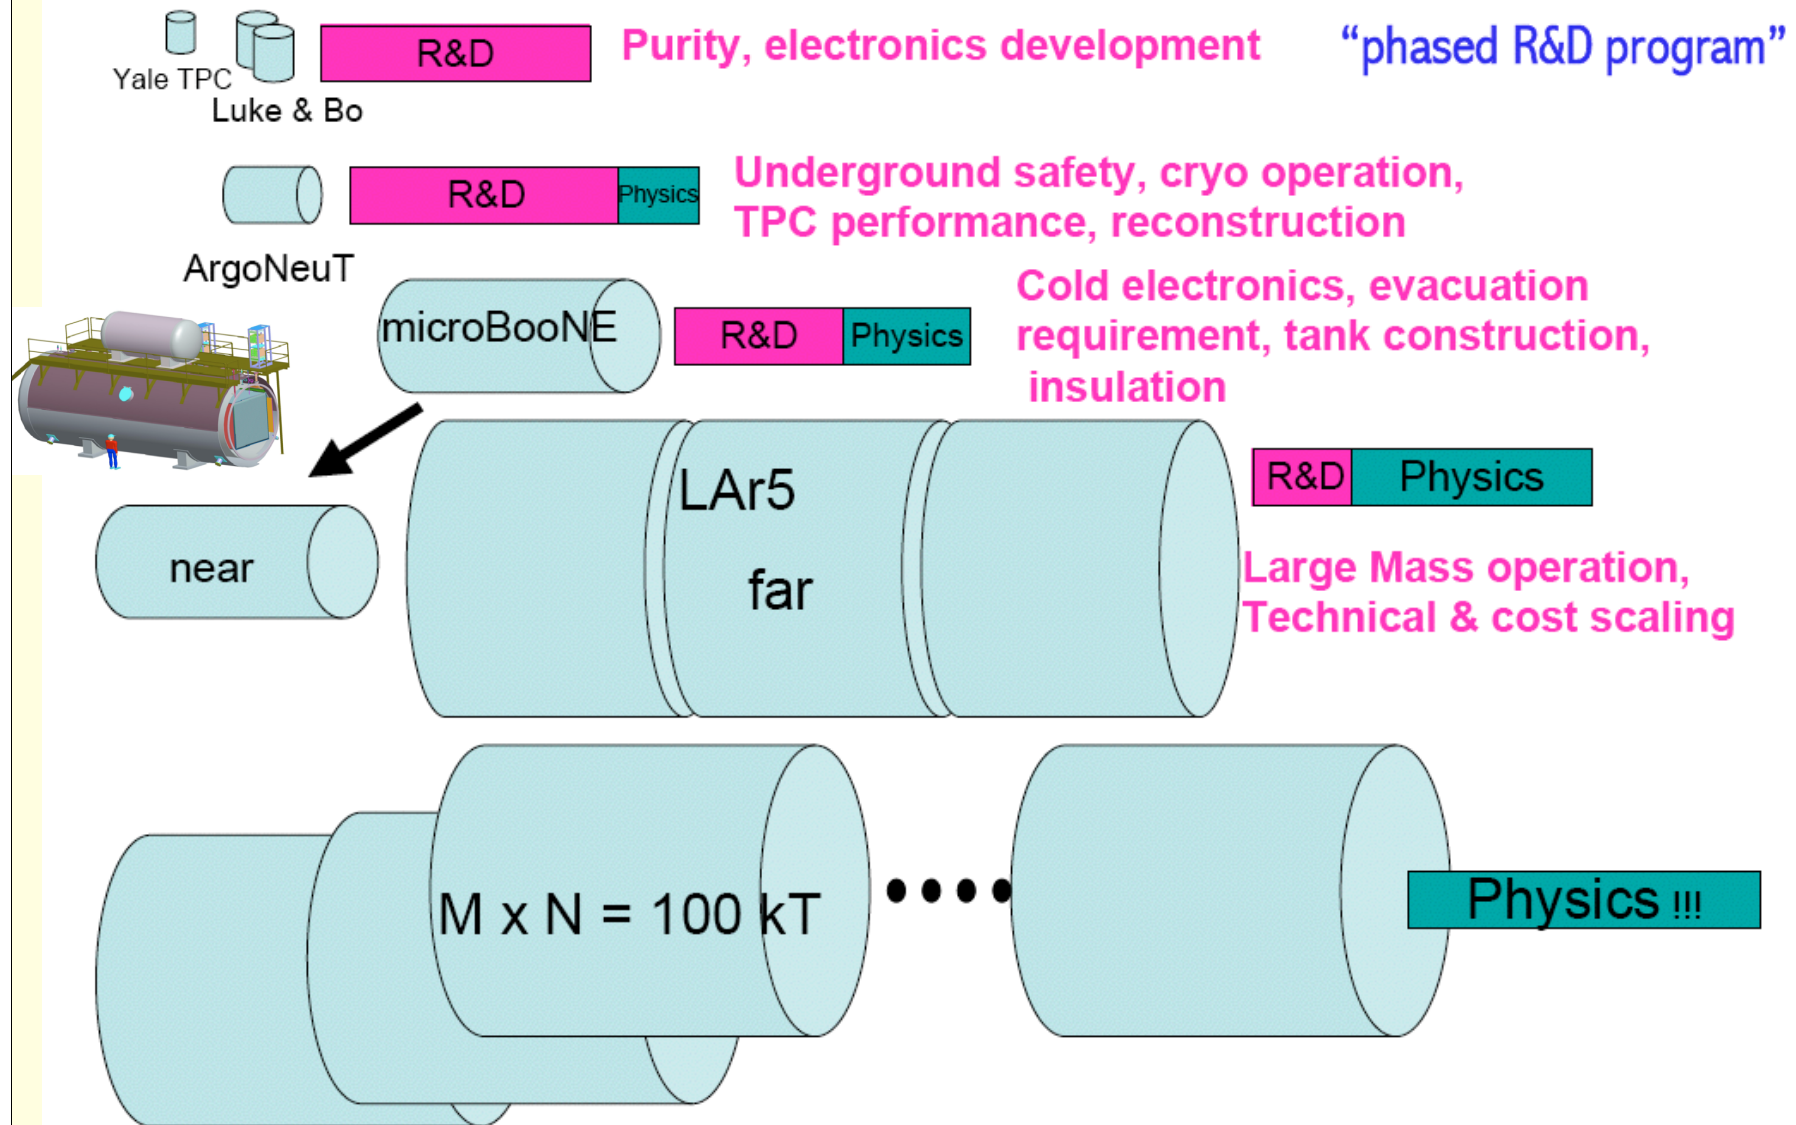 Yale TPC
Luke & Bo
R&D
Purity, electronics development
“phased R&D program”
ArgoNeuT
R&D
Physics
Underground safety, cryo operation,
TPC performance, reconstruction
microBooNE
R&D
Physics
Cold electronics, evacuation
requirement, tank construction,
insulation
near
LAr5
far
R&D
Physics
Large Mass operation,
Technical & cost scaling
M x N = 100 kT
Physics !!!